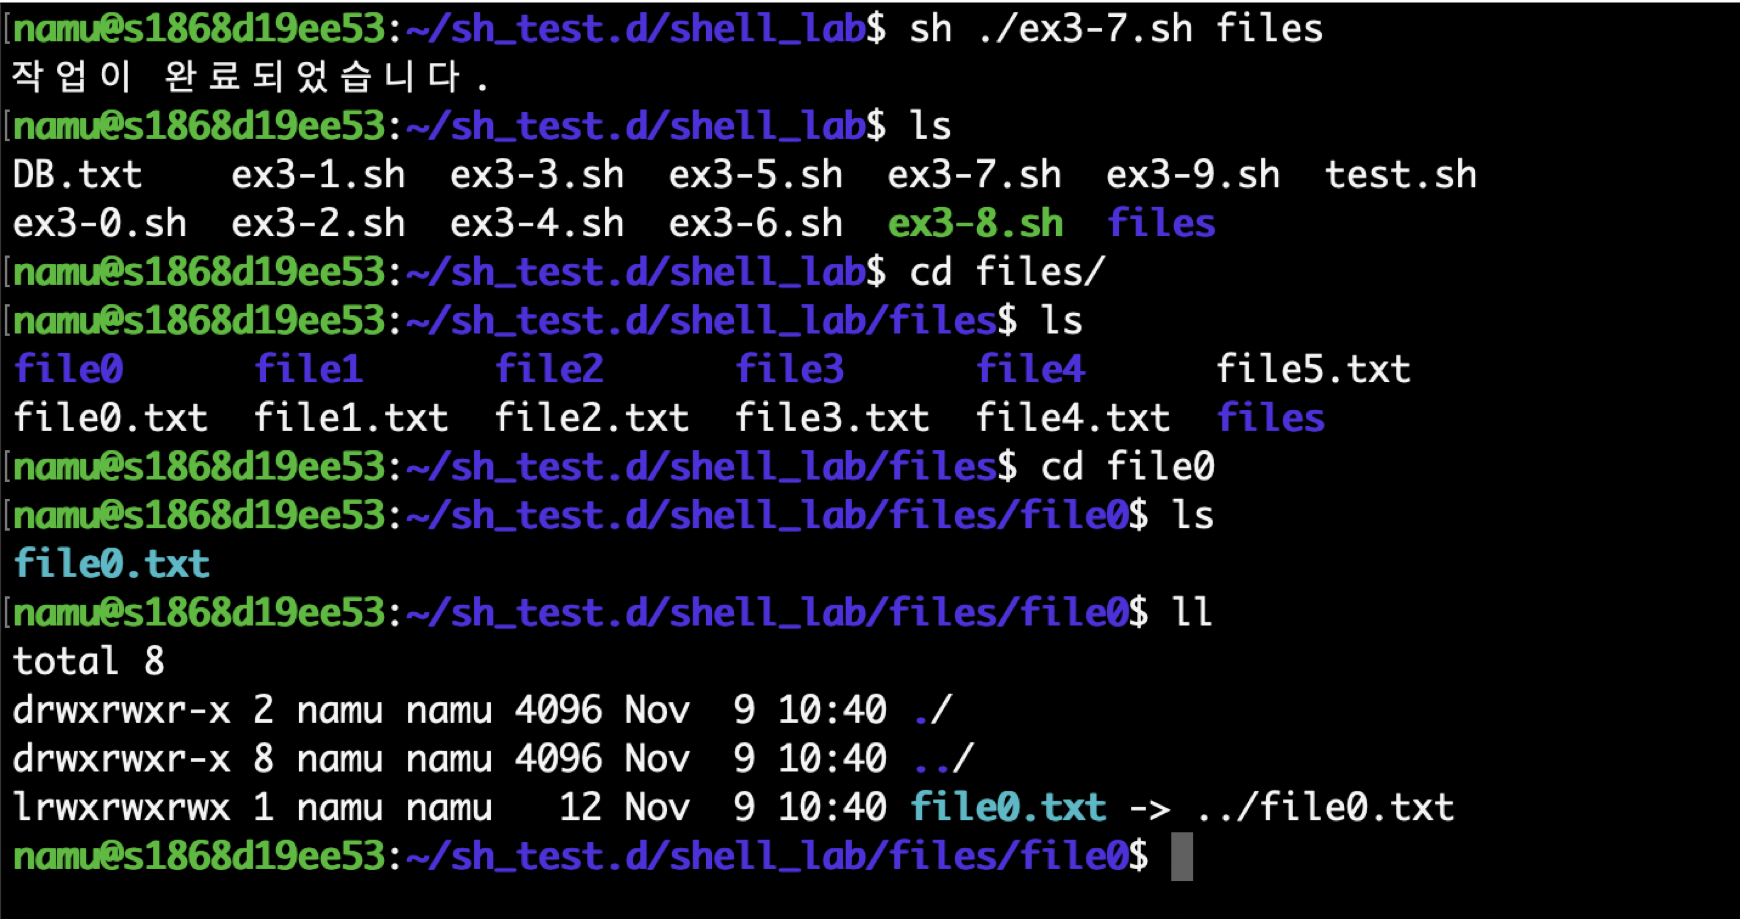 namu@s1868d19ee53:~/sh_test.d/shell_lab$ sh ./ex3-7.sh files
작업이 완료되었습니다.
namu@s1868d19ee53:~/sh_test.d/shell_lab$ ls
DB.txt    ex3-1.sh  ex3-3.sh  ex3-5.sh  ex3-7.sh  ex3-9.sh  test.sh
ex3-0.sh  ex3-2.sh  ex3-4.sh  ex3-6.sh  ex3-8.sh  files
namu@s1868d19ee53:~/sh_test.d/shell_lab$ cd files/
namu@s1868d19ee53:~/sh_test.d/shell_lab/files$ ls
file0      file1      file2      file3      file4      file5.txt
file0.txt  file1.txt  file2.txt  file3.txt  file4.txt  files
namu@s1868d19ee53:~/sh_test.d/shell_lab/files$ cd file0
namu@s1868d19ee53:~/sh_test.d/shell_lab/files/file0$ ls
file0.txt
namu@s1868d19ee53:~/sh_test.d/shell_lab/files/file0$ ll
total 8
drwxrwxr-x 2 namu namu 4096 Nov  9 10:40 ./
drwxrwxr-x 8 namu namu 4096 Nov  9 10:40 ../
lrwxrwxrwx 1 namu namu   12 Nov  9 10:40 file0.txt -> ../file0.txt
namu@s1868d19ee53:~/sh_test.d/shell_lab/files/file0$